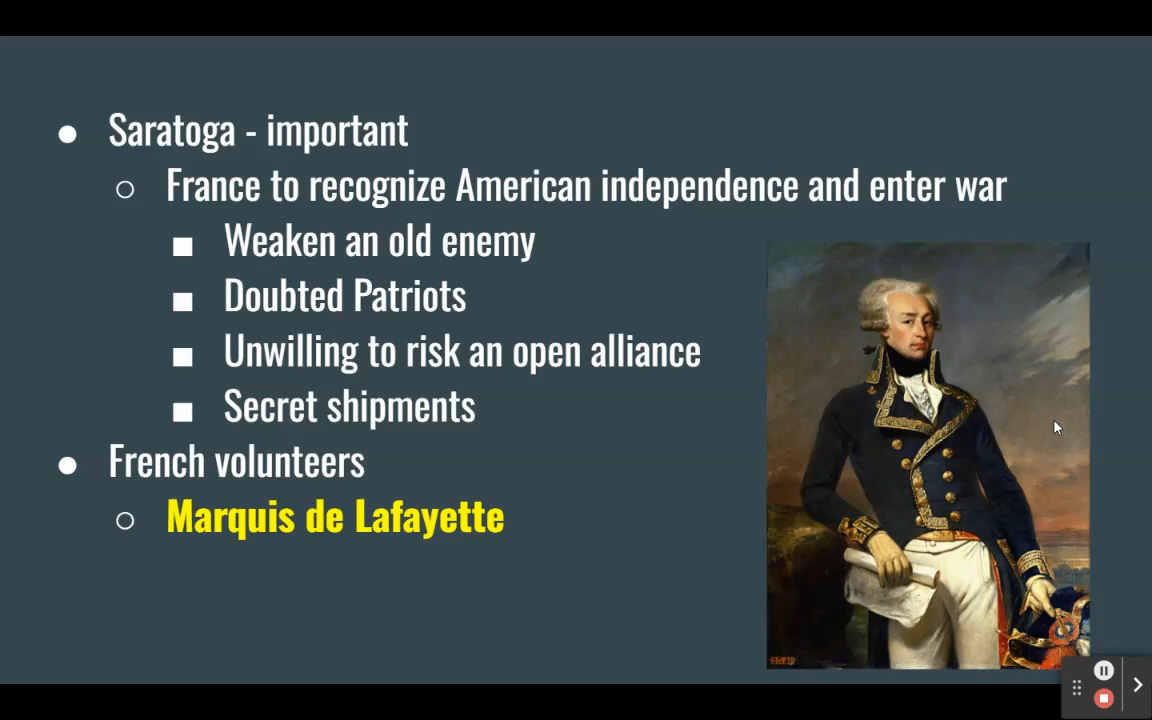 Saratoga - important
France to recognize American independence and enter war
Weaken an old enemy
Doubted Patriots
Unwilling to risk an open alliance
Secret shipments
French volunteers
Marquis de Lafayette